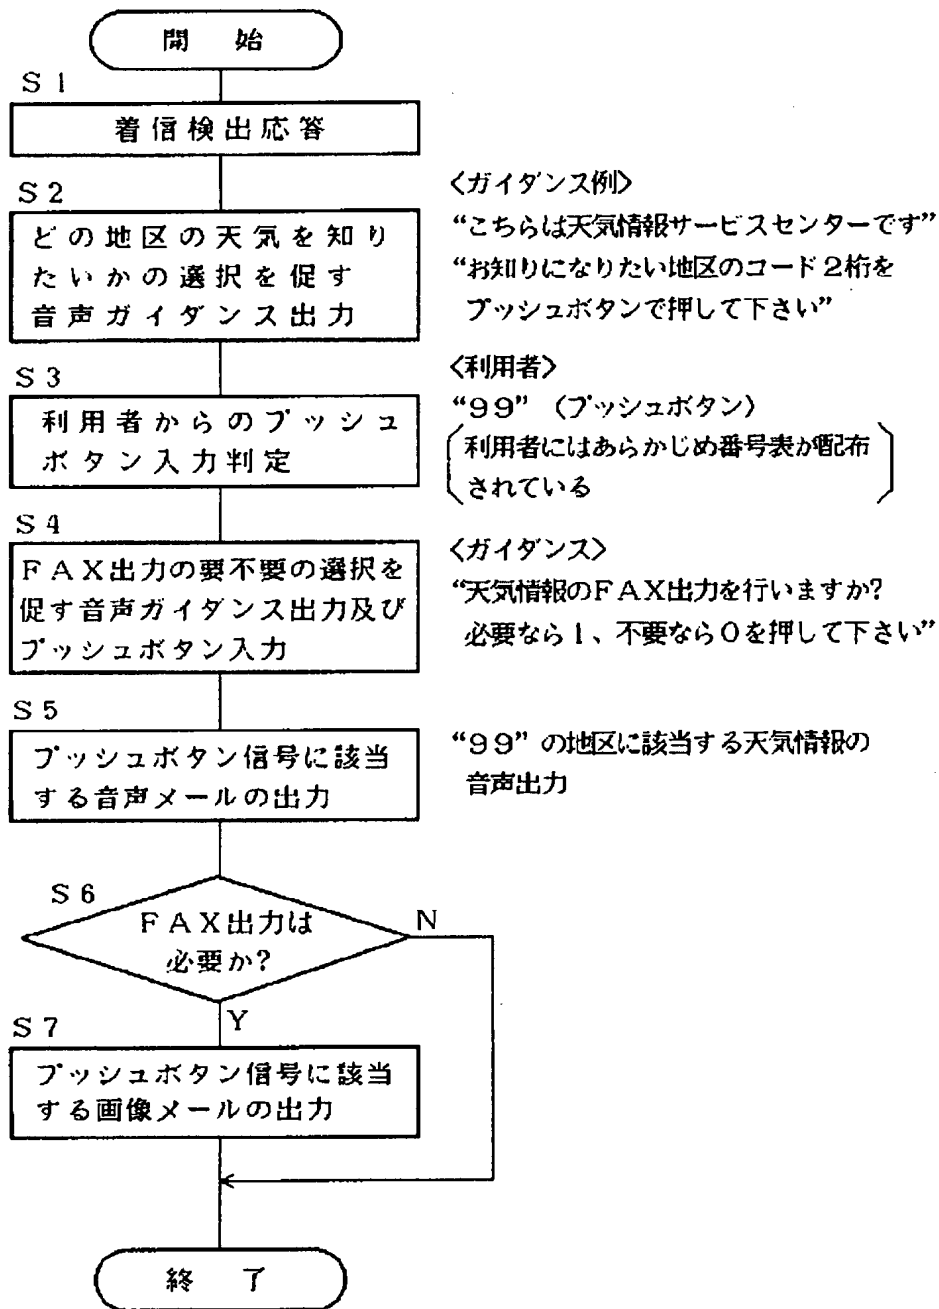 開 始
S1
着信検出応答
S2
どの地区の天気を知り
たいかの選択を促す
音声ガイダンス出力
〈ガイダンス例〉
“こちらは天気情報サービスセンターです”
“お知りになりたい地区のコード2桁を
プッシュボタンで押して下さい”
S3
利用者からのプッシュ
ボタン入力判定
〈利用者〉
“99”（プッシュボタン）
利用者にはあらかじめ番号表が配布
されている
S4
FAX出力の要不要の選択を
促す音声ガイダンス出力及び
プッシュボタン入力
〈ガイダンス〉
“天気情報のFAX出力を行いますか?
必要なら1、不要なら0を押して下さい”
S5
プッシュボタン信号に該当
する音声メールの出力
“99”の地区に該当する天気情報の
音声出力
S6
FAX出力は
必要か?
N
Y
S7
プッシュボタン信号に該当
する画像メールの出力
終 了